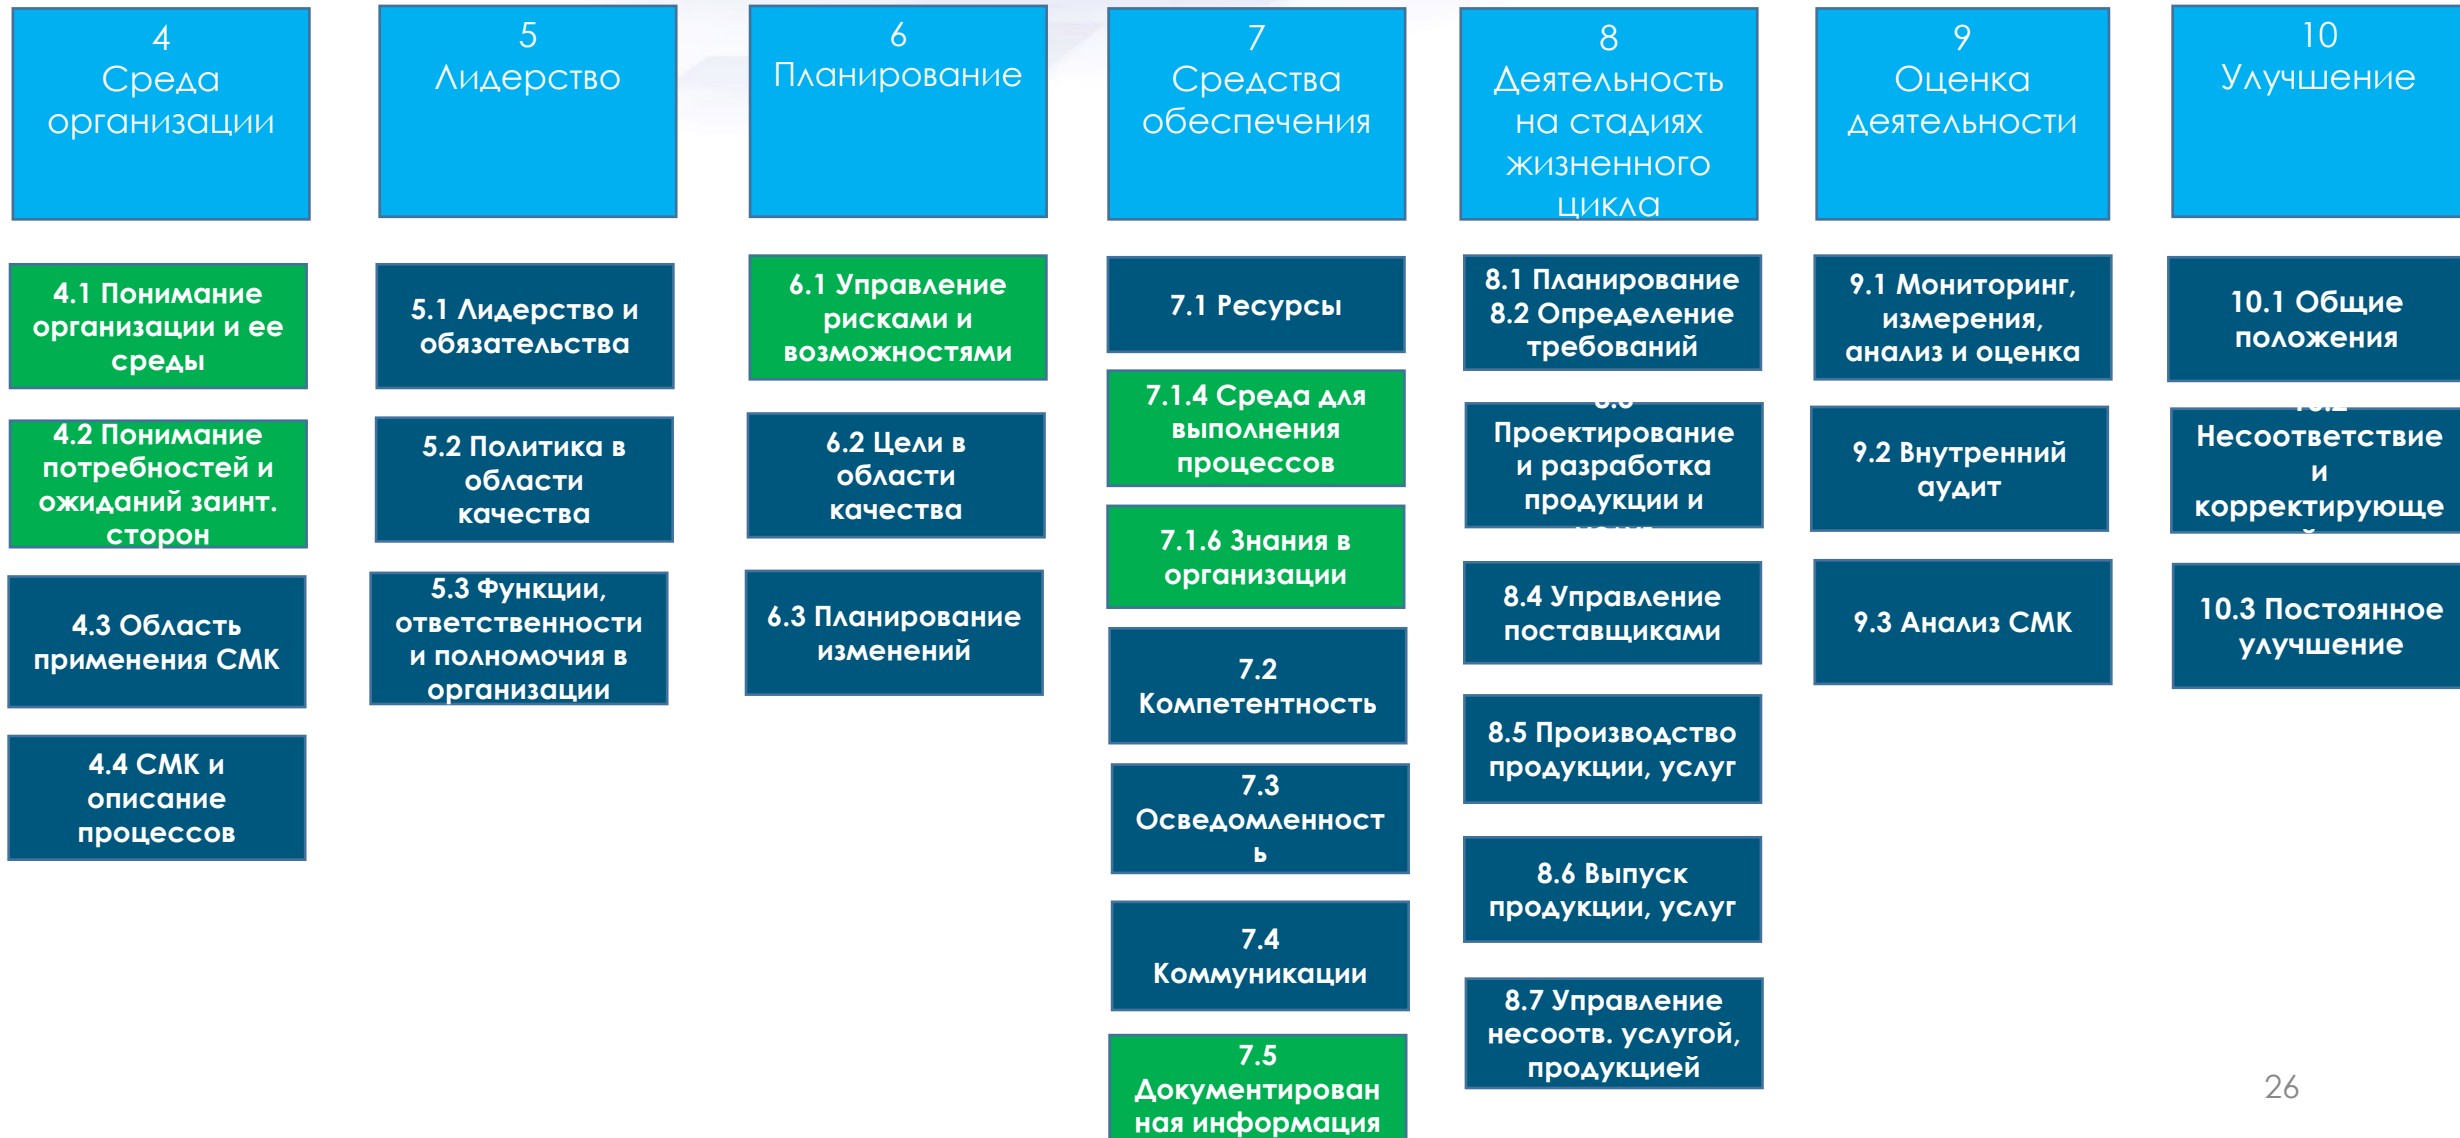 4
Среда
организации
5
Лидерство
6
Планирование
7
Средства
обеспечения
8
Деятельность
на стадиях
жизненного
цикла
9
Оценка
деятельности
10
Улучшение
4.1 Понимание
организации и ее
среды
4.2 Понимание
потребностей и
ожиданий заинт.
сторон
4.3 Область
применения СМК
4.4 СМК и
описание
процессов
5.1 Лидерство и
обязательства
5.2 Политика в
области
качества
5.3 Функции,
ответственности
и полномочия в
организации
6.1 Управление
рисками и
возможностями
6.2 Цели в
области
качества
6.3 Планирование
изменений
7.1 Ресурсы
7.1.4 Среда для
выполнения
процессов
7.1.6 Знания в
организации
7.2
Компетентность
7.3
Осведомленност
ь
7.4
Коммуникации
7.5
Документирован
ная информация
8.1 Планирование
8.2 Определение
требований
Проектирование
и разработка
продукции и
8.4 Управление
поставщиками
8.5 Производство
продукции, услуг
8.6 Выпуск
продукции, услуг
8.7 Управление
несоотв. услугой,
продукцией
9.1 Мониторинг,
измерения,
анализ и оценка
9.2 Внутренний
аудит
9.3 Анализ СМК
10.1 Общие
положения
10.2
Несоответствие
и
корректирующе
10.3 Постоянное
улучшение
26